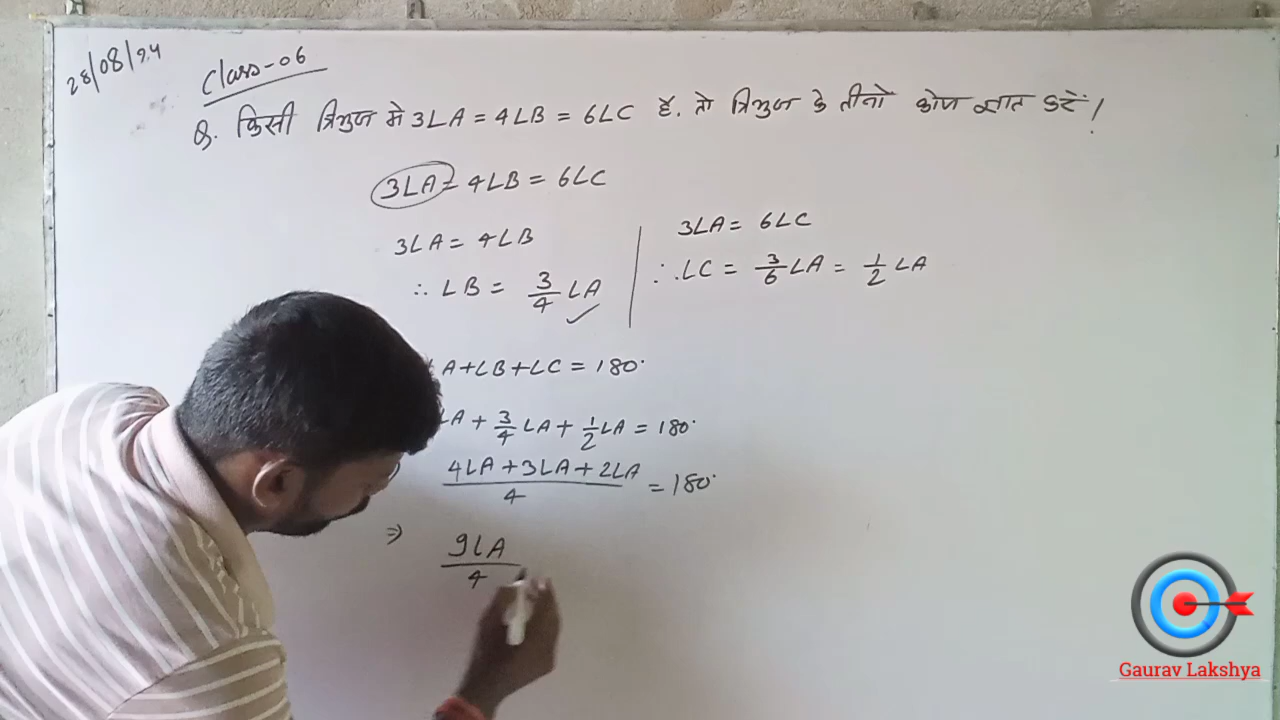 28/08/24
Class-06
Q. किसी त्रिभुज मे 3∠A = 4∠B = 6∠C है. तो त्रिभुज के तीनों कोण ज्ञात करें!
3∠A = 4∠B = 6∠C
3∠A = 4∠B
∴ ∠B = 3/4 ∠A
3∠A = 6∠C
∴ ∠C = 3/6 ∠A = 1/2 ∠A
A+∠B+∠C = 180°
∠A + 3/4 ∠A + 1/2 ∠A = 180°
4∠A + 3∠A + 2∠A / 4 = 180°
⇒ 9∠A / 4
Gaurav Lakshya